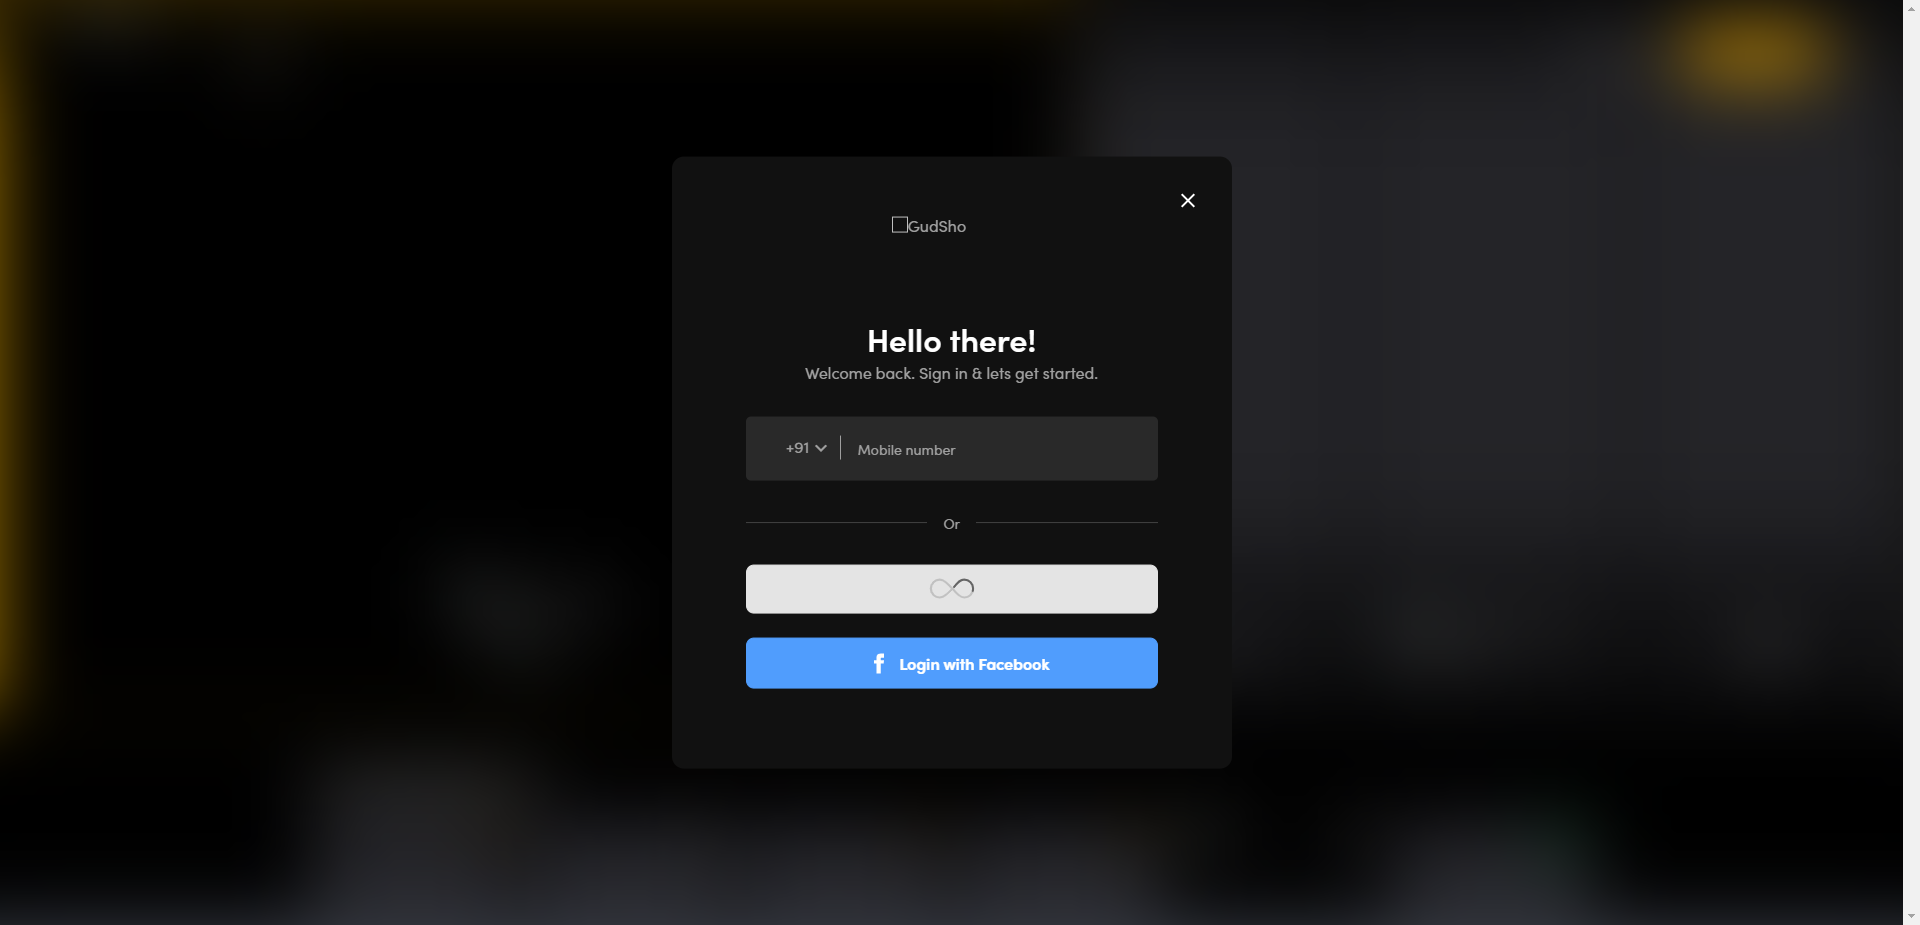 GudSho
Hello there!
Welcome back. Sign in & lets get started.
+91
Mobile number
Or
Login with Facebook